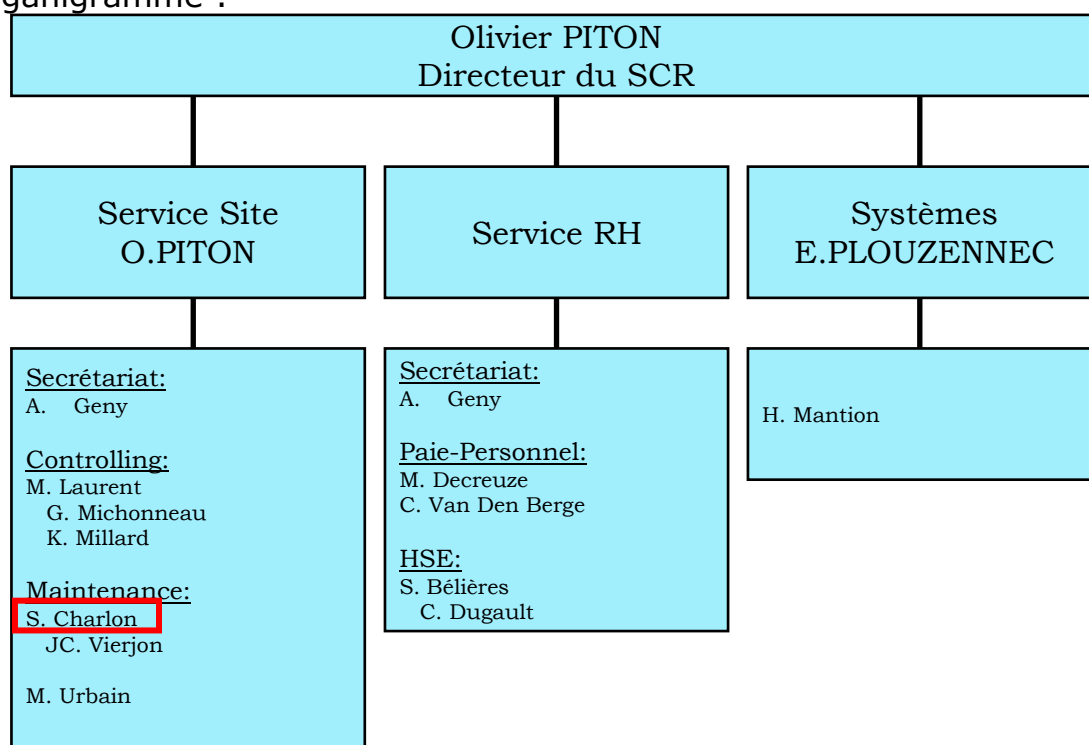 ganigramme :
Olivier PITON
Directeur du SCR
Service Site
O.PITON
Service RH
Systèmes
E.PLOUZENNEC
Secrétariat:
A. Geny
Controlling:
M. Laurent
G. Michonneau
K. Millard
Maintenance:
S. Charlon
JC. Vierjon
M. Urbain
Secrétariat:
A. Geny
Paie-Personnel:
M. Decreuze
C. Van Den Berge
HSE:
S. Bélières
C. Dugault
H. Mantion